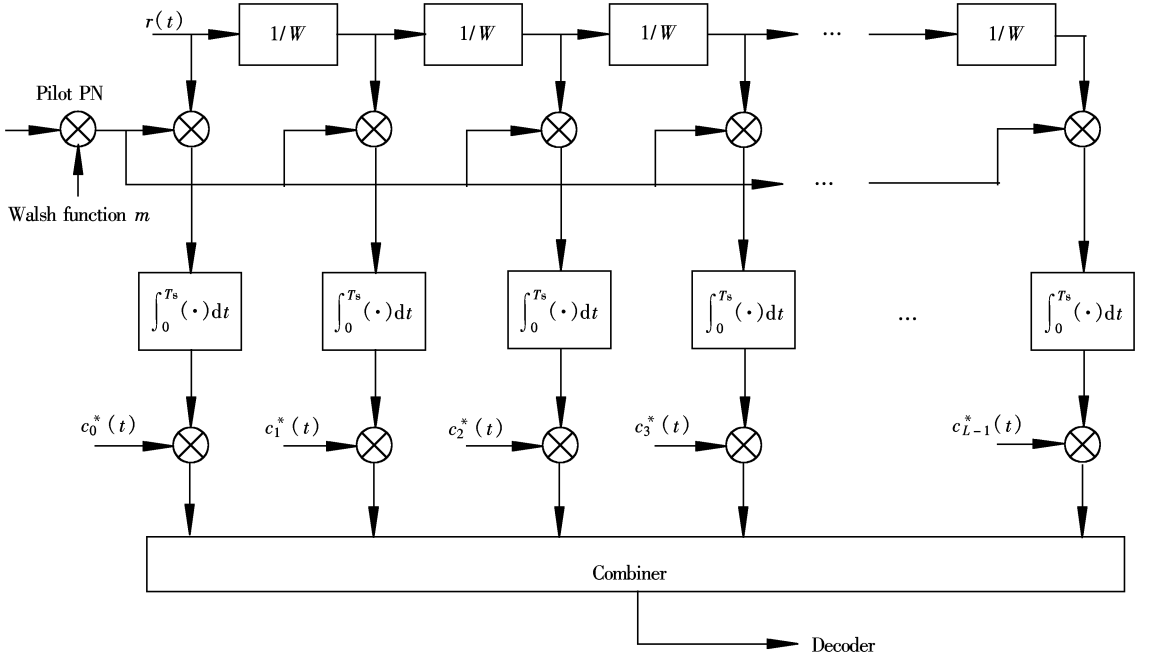 r(t)
1/W 1/W 1/W ... 1/W
Pilot PN
...
Walsh function m
∫₀^Ts (·)dt ∫₀^Ts (·)dt ∫₀^Ts (·)dt ∫₀^Ts (·)dt ... ∫₀^Ts (·)dt
c₀*(t) c₁*(t) c₂*(t) c₃*(t) c*_{L-1}(t)
Combiner
Decoder